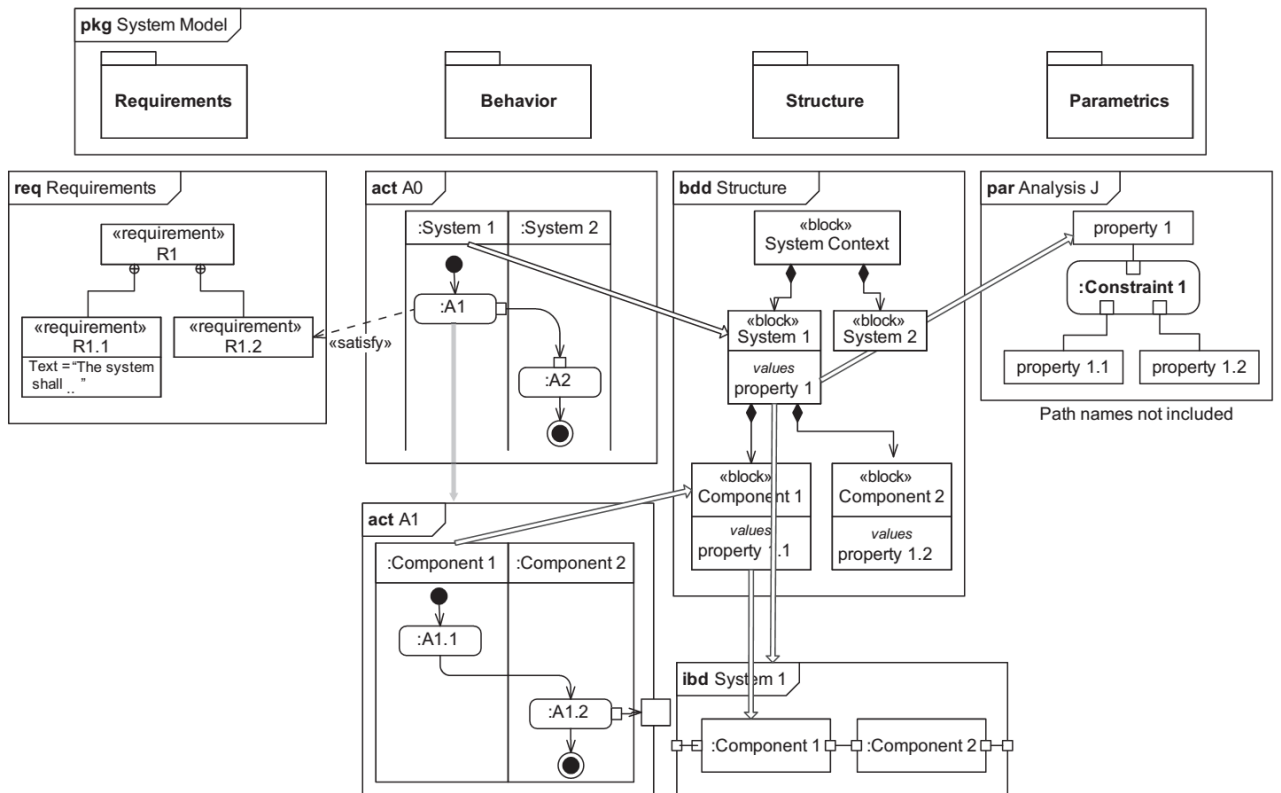 pkg System Model
Requirements
Behavior
Structure
Parametrics
req Requirements
«requirement»
R1
«requirement»
R1.1
Text = “The system
shall .. ”
«requirement»
R1.2
«satisfy»
act A0
:System 1
:System 2
:A1
:A2
bdd Structure
«block»
System Context
«block»
System 1
values
property 1
«block»
System 2
«block»
Component 1
values
property 1.1
«block»
Component 2
values
property 1.2
par Analysis J
property 1
:Constraint 1
property 1.1
property 1.2
Path names not included
act A1
:Component 1
:Component 2
:A1.1
:A1.2
ibd System 1
:Component 1
:Component 2